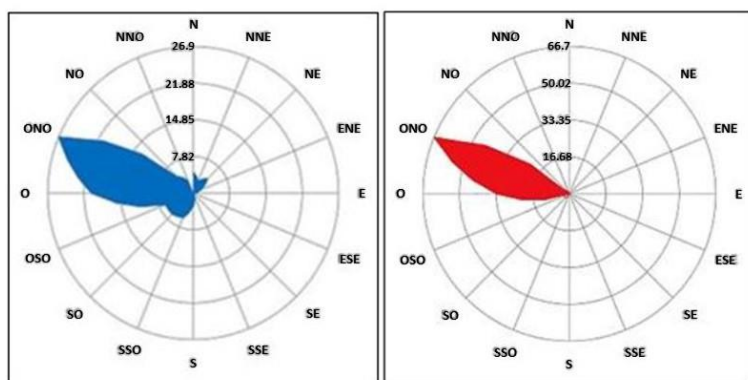 N
NNO
NNE
26.9
NO
NE
21.88
ONO
14.85
ENE
7.82
O
E
OSO
ESE
SO
SE
SSO
SSE
S
N
NNO
NNE
66.7
NO
NE
50.02
ONO
33.35
ENE
16.68
O
E
OSO
ESE
SO
SE
SSO
SSE
S